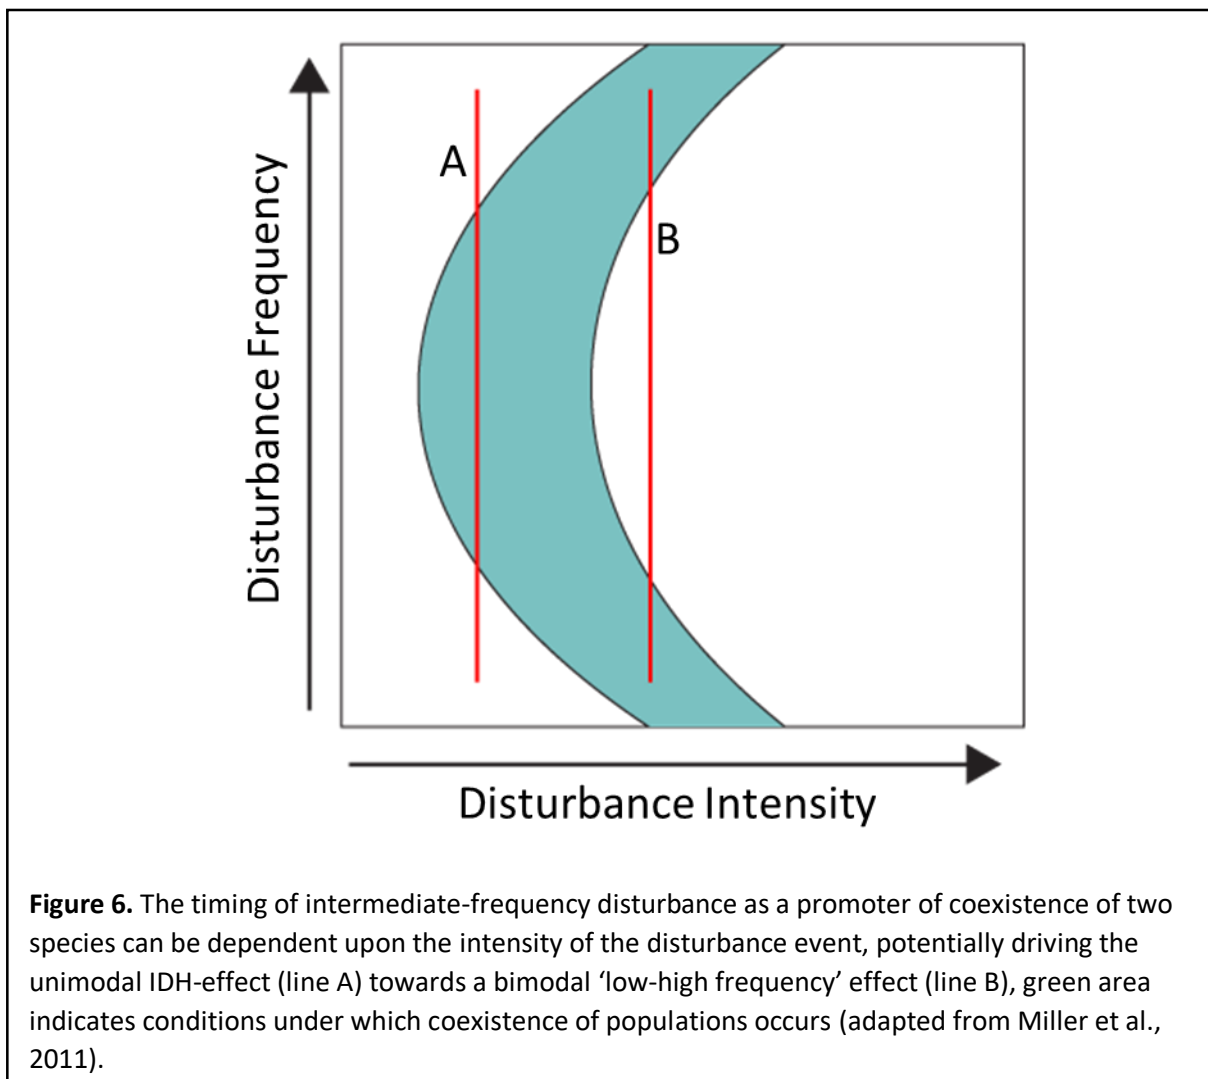 A
B
Disturbance Frequency
Disturbance Intensity
Figure 6. The timing of intermediate-frequency disturbance as a promoter of coexistence of two
species can be dependent upon the intensity of the disturbance event, potentially driving the
unimodal IDH-effect (line A) towards a bimodal ‘low-high frequency’ effect (line B), green area
indicates conditions under which coexistence of populations occurs (adapted from Miller et al.,
2011).